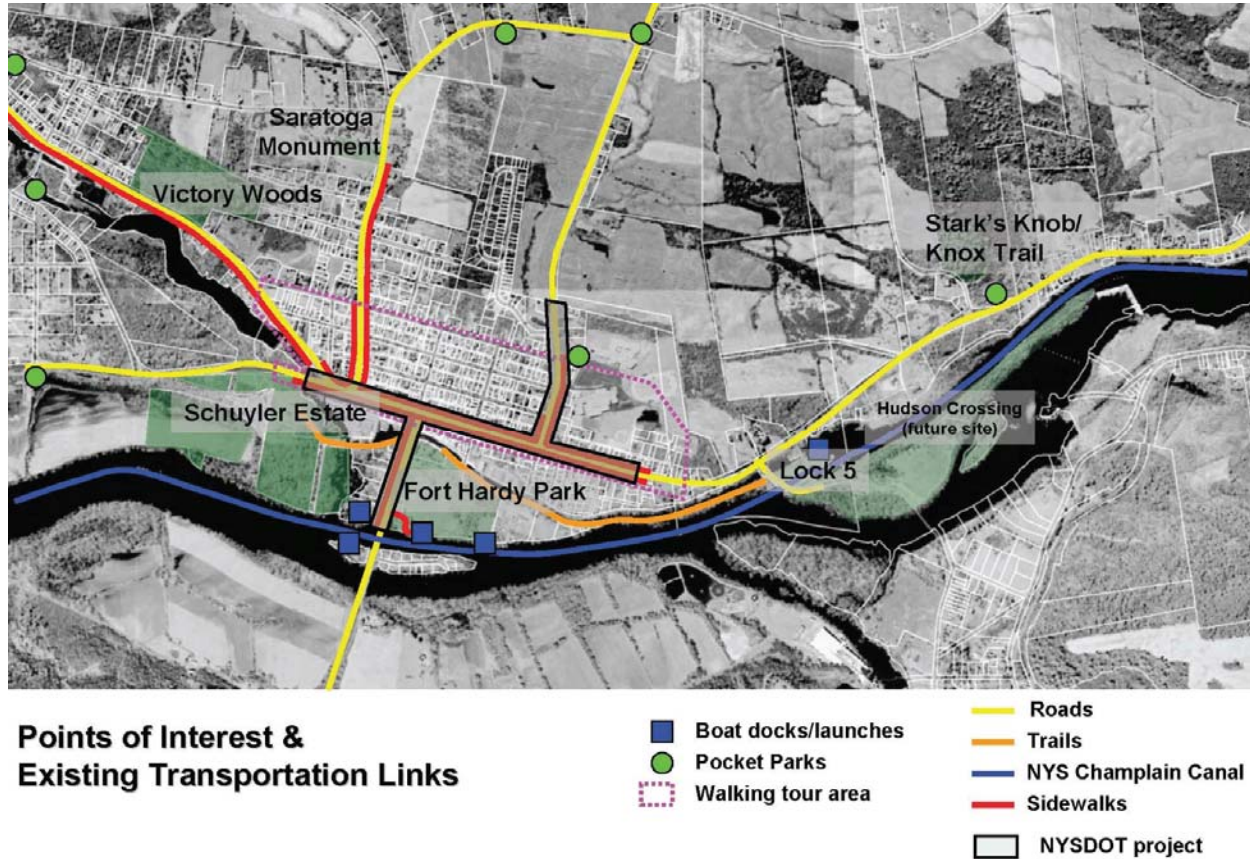 Saratoga
Monument
Victory Woods
Stark's Knob/
Knox Trail
Schuyler Estate
Hudson Crossing
(future site)
Lock 5
Fort Hardy Park
Points of Interest &
Existing Transportation Links
Boat docks/launches
Pocket Parks
Walking tour area
Roads
Trails
NYS Champlain Canal
Sidewalks
NYSDOT project